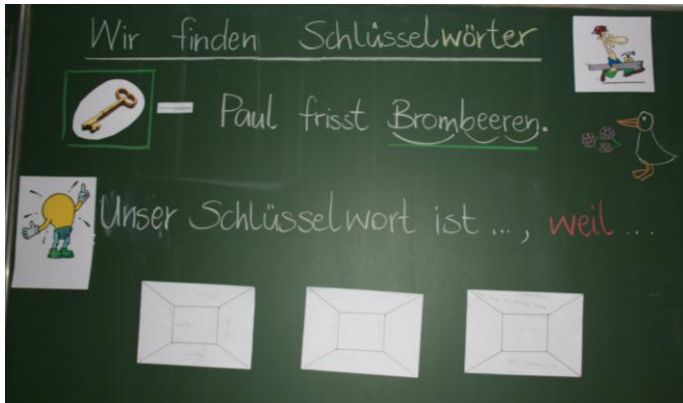 Wir finden Schlüsselwörter
Paul frisst Brombeeren.
Unser Schlüsselwort ist ..., weil ...